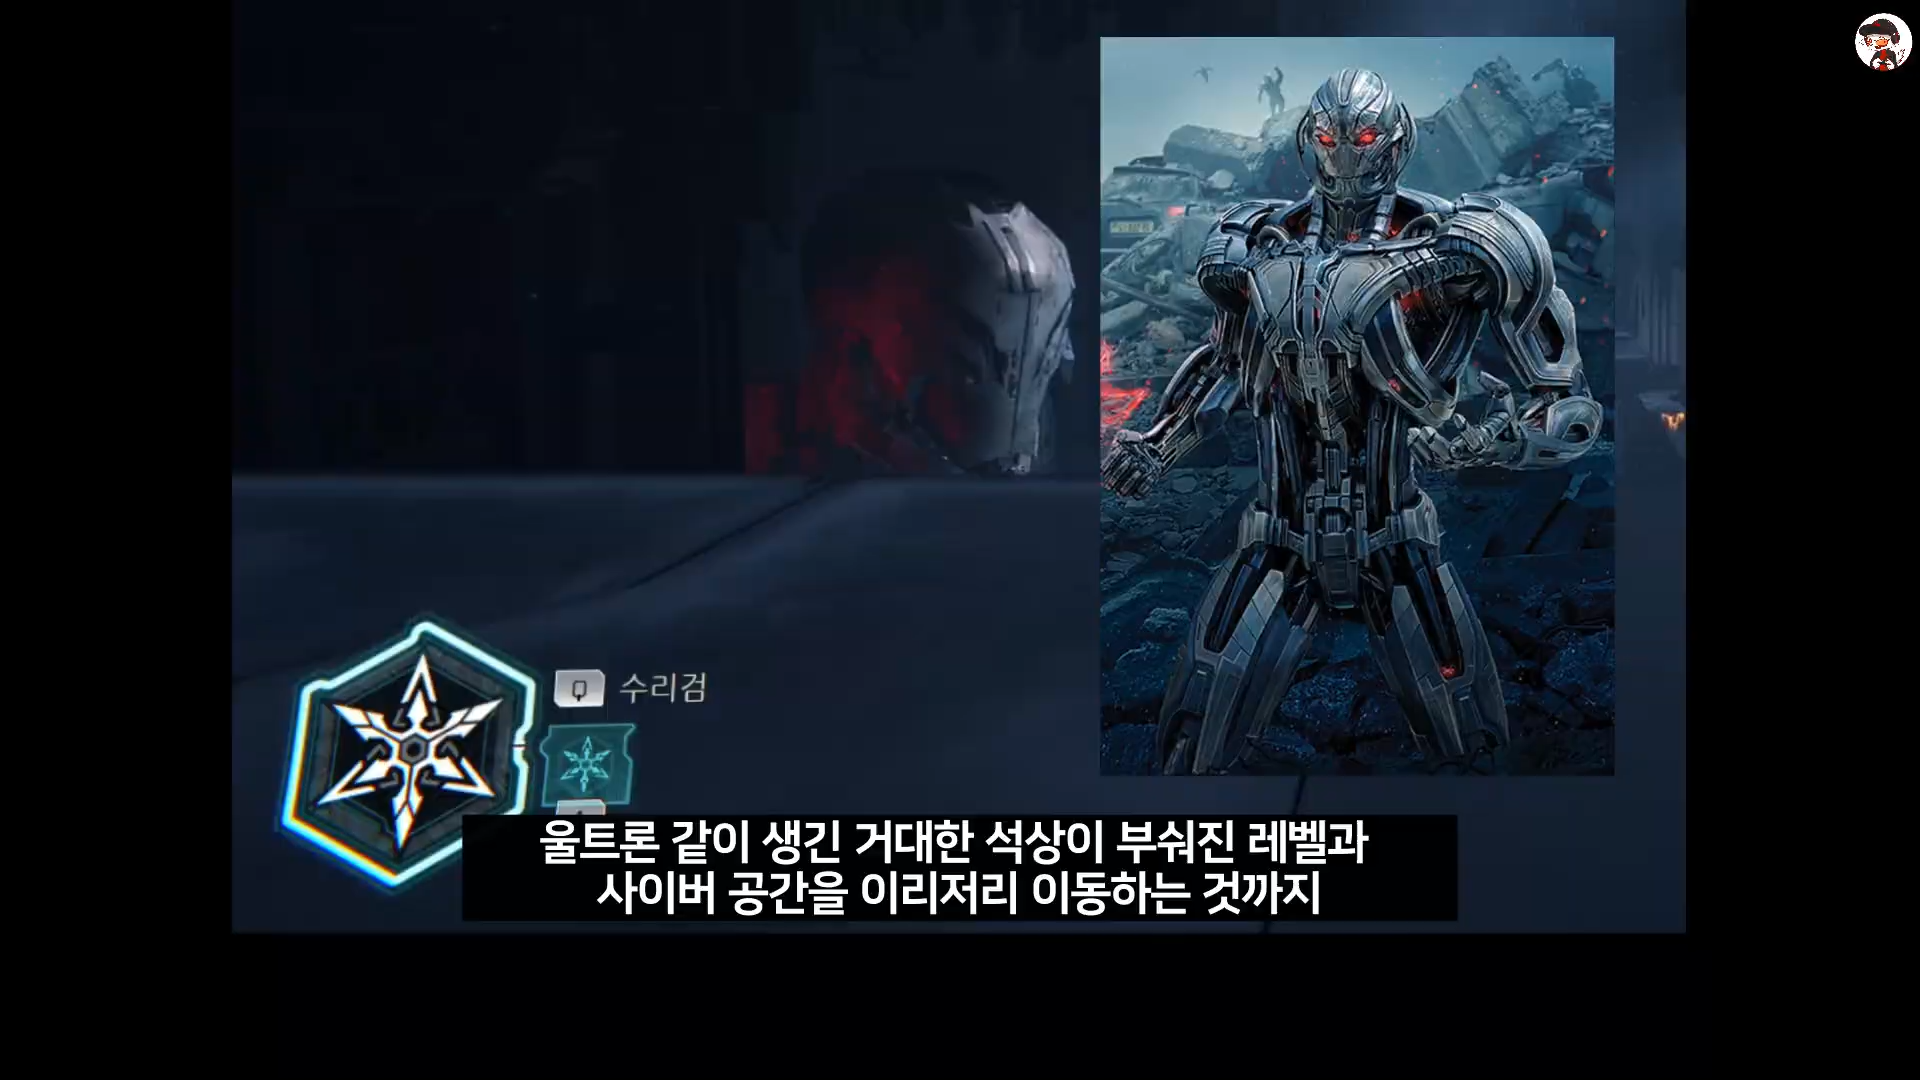 Q 수리검
울트론 같이 생긴 거대한 석상이 부숴진 레벨과
사이버 공간을 이리저리 이동하는 것까지